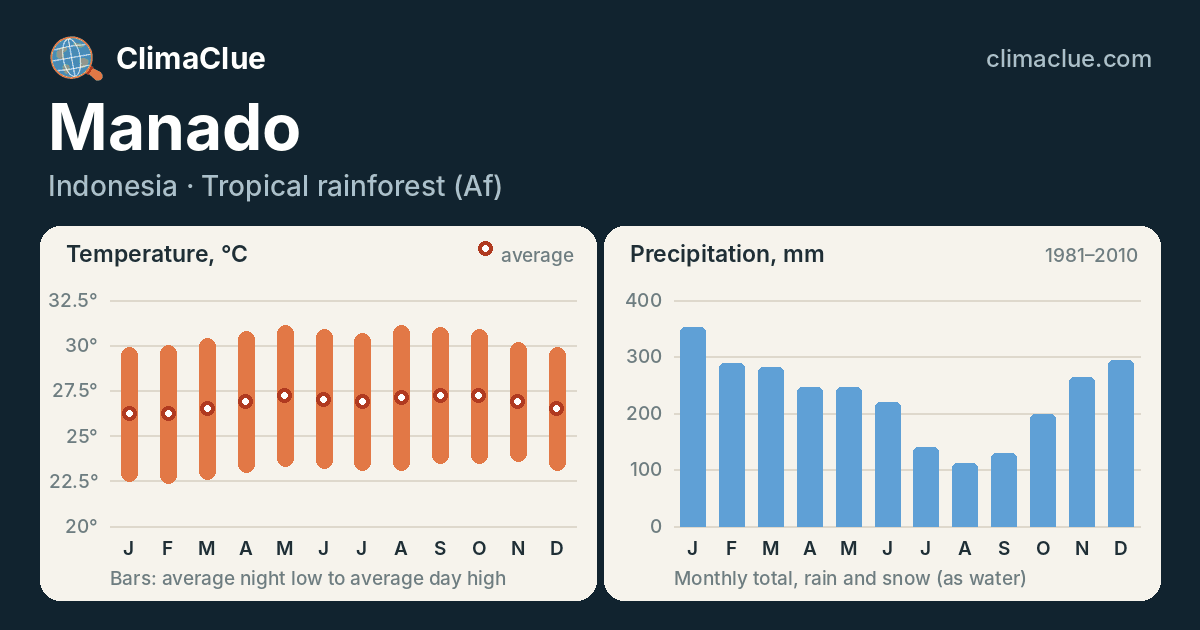 ClimaClue
climaclue.com
Manado
Indonesia · Tropical rainforest (Af)
Temperature, °C
average
32.5°
30°
27.5°
25°
22.5°
20°
J F M A M J J A S O N D
Bars: average night low to average day high
Precipitation, mm
1981–2010
400
300
200
100
0
J F M A M J J A S O N D
Monthly total, rain and snow (as water)